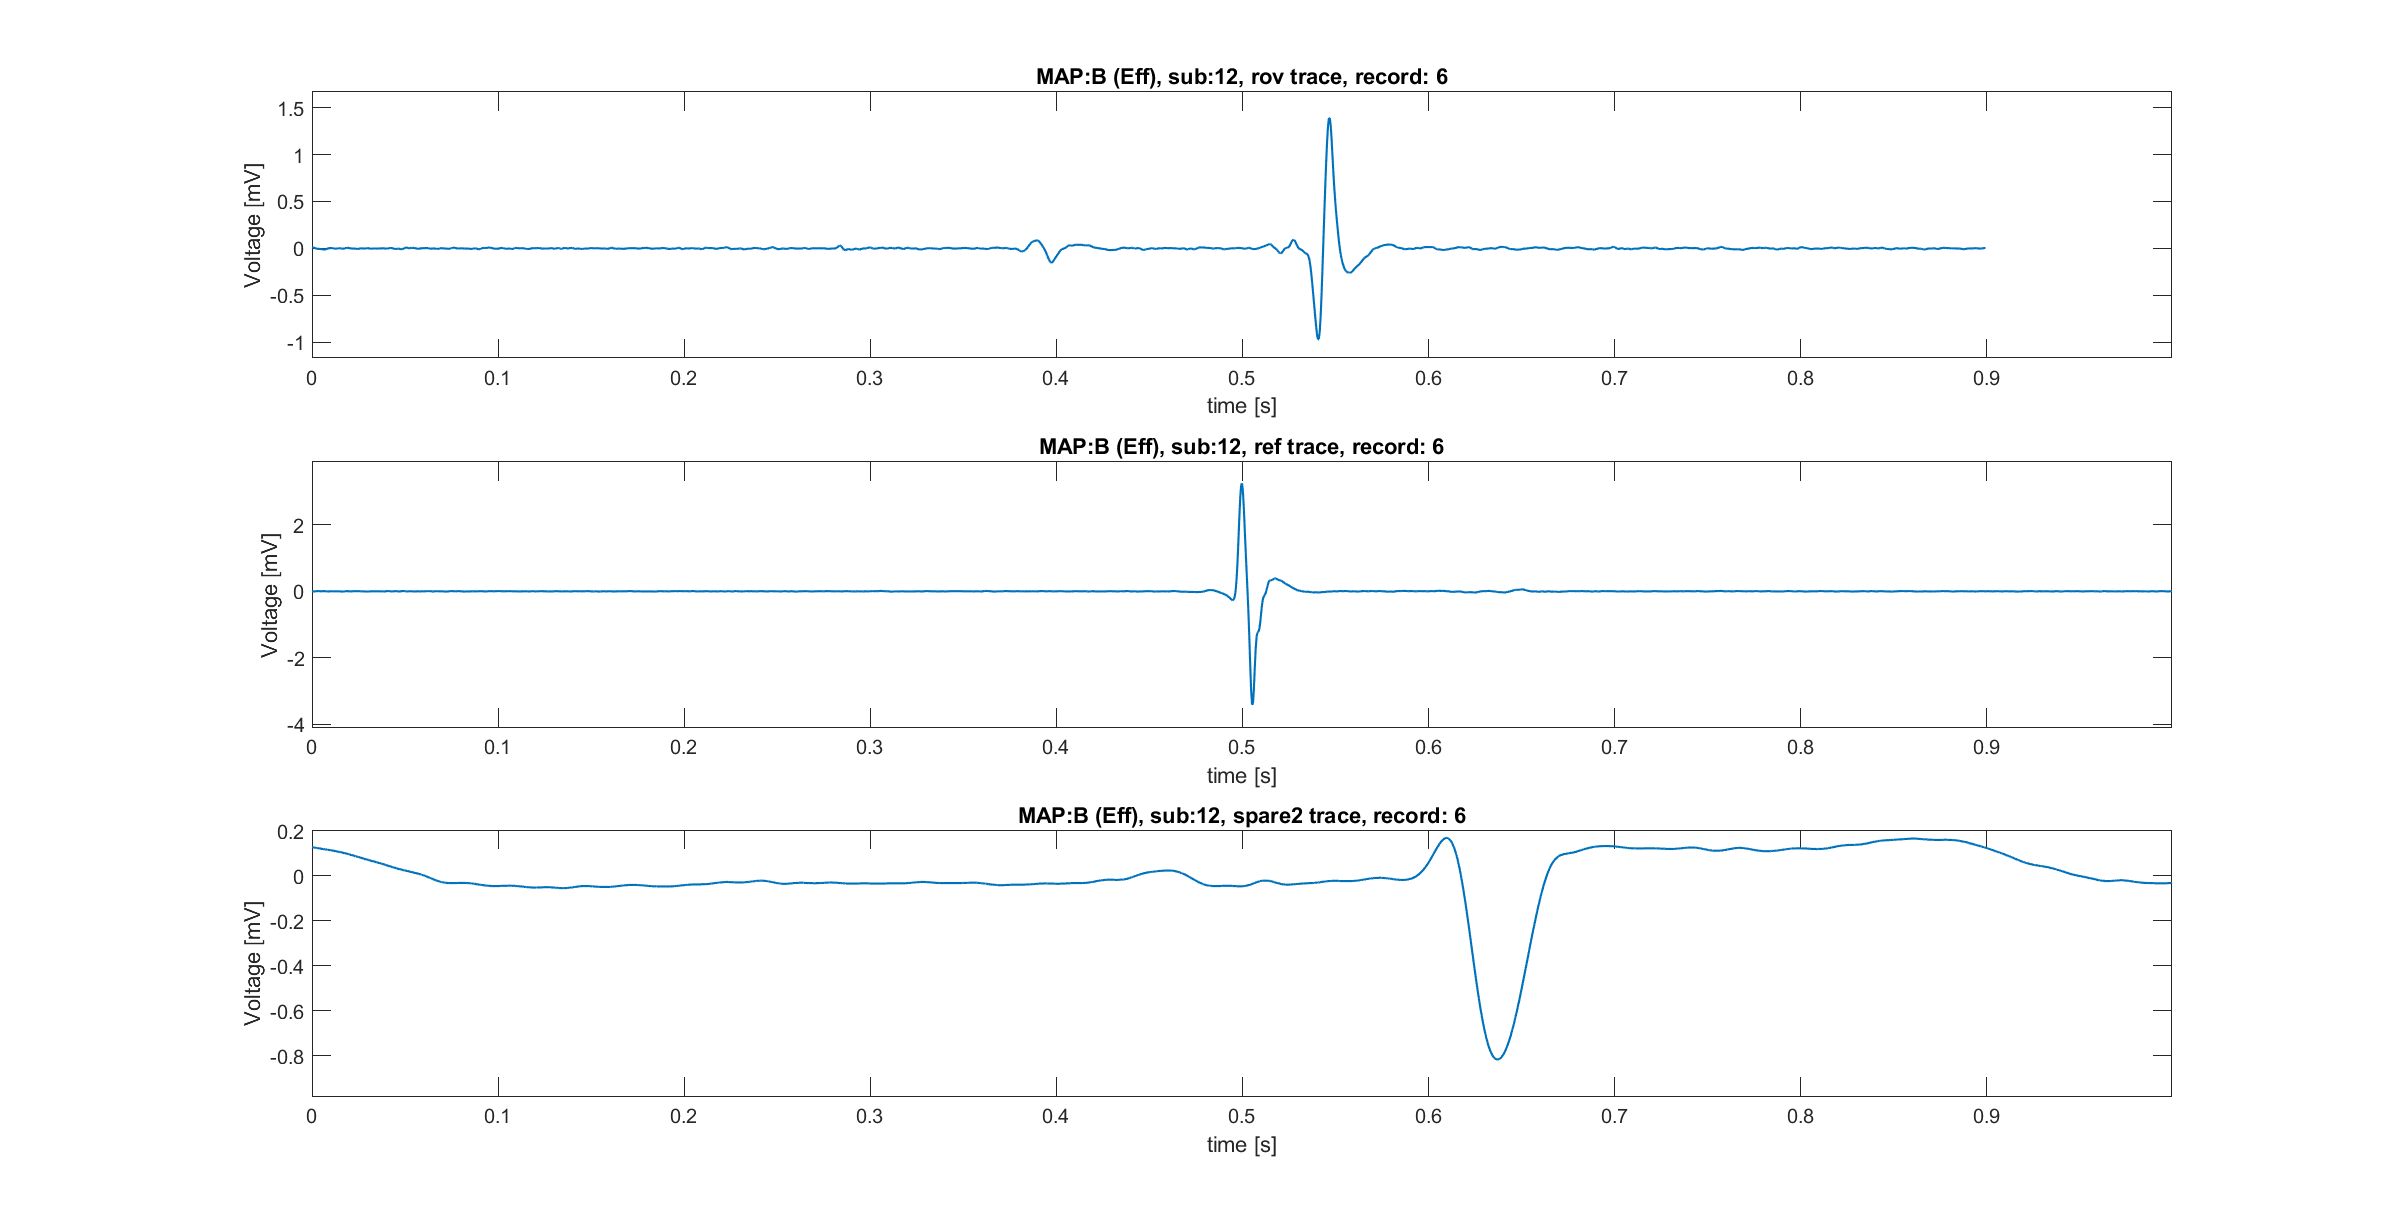 MAP:B (Eff), sub:12, rov trace, record: 6
Voltage [mV]
1.5
1
0.5
0
-0.5
-1
0 0.1 0.2 0.3 0.4 0.5 0.6 0.7 0.8 0.9
time [s]
MAP:B (Eff), sub:12, ref trace, record: 6
Voltage [mV]
2
0
-2
-4
0 0.1 0.2 0.3 0.4 0.5 0.6 0.7 0.8 0.9
time [s]
MAP:B (Eff), sub:12, spare2 trace, record: 6
Voltage [mV]
0.2
0
-0.2
-0.4
-0.6
-0.8
0 0.1 0.2 0.3 0.4 0.5 0.6 0.7 0.8 0.9
time [s]